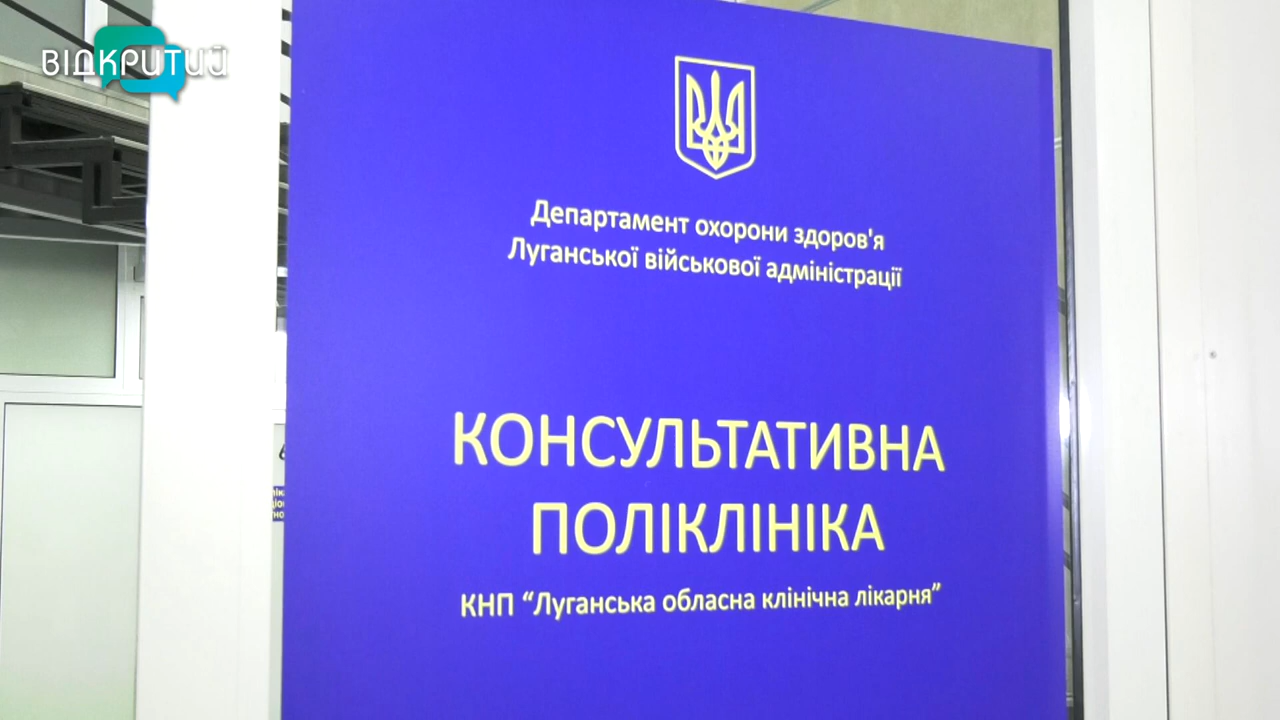 ВІДКРИТИЙ
Департамент охорони здоров'я
Луганської військової адміністрації
КОНСУЛЬТАТИВНА
ПОЛІКЛІНІКА
КНП “Луганська обласна клінічна лікарня”